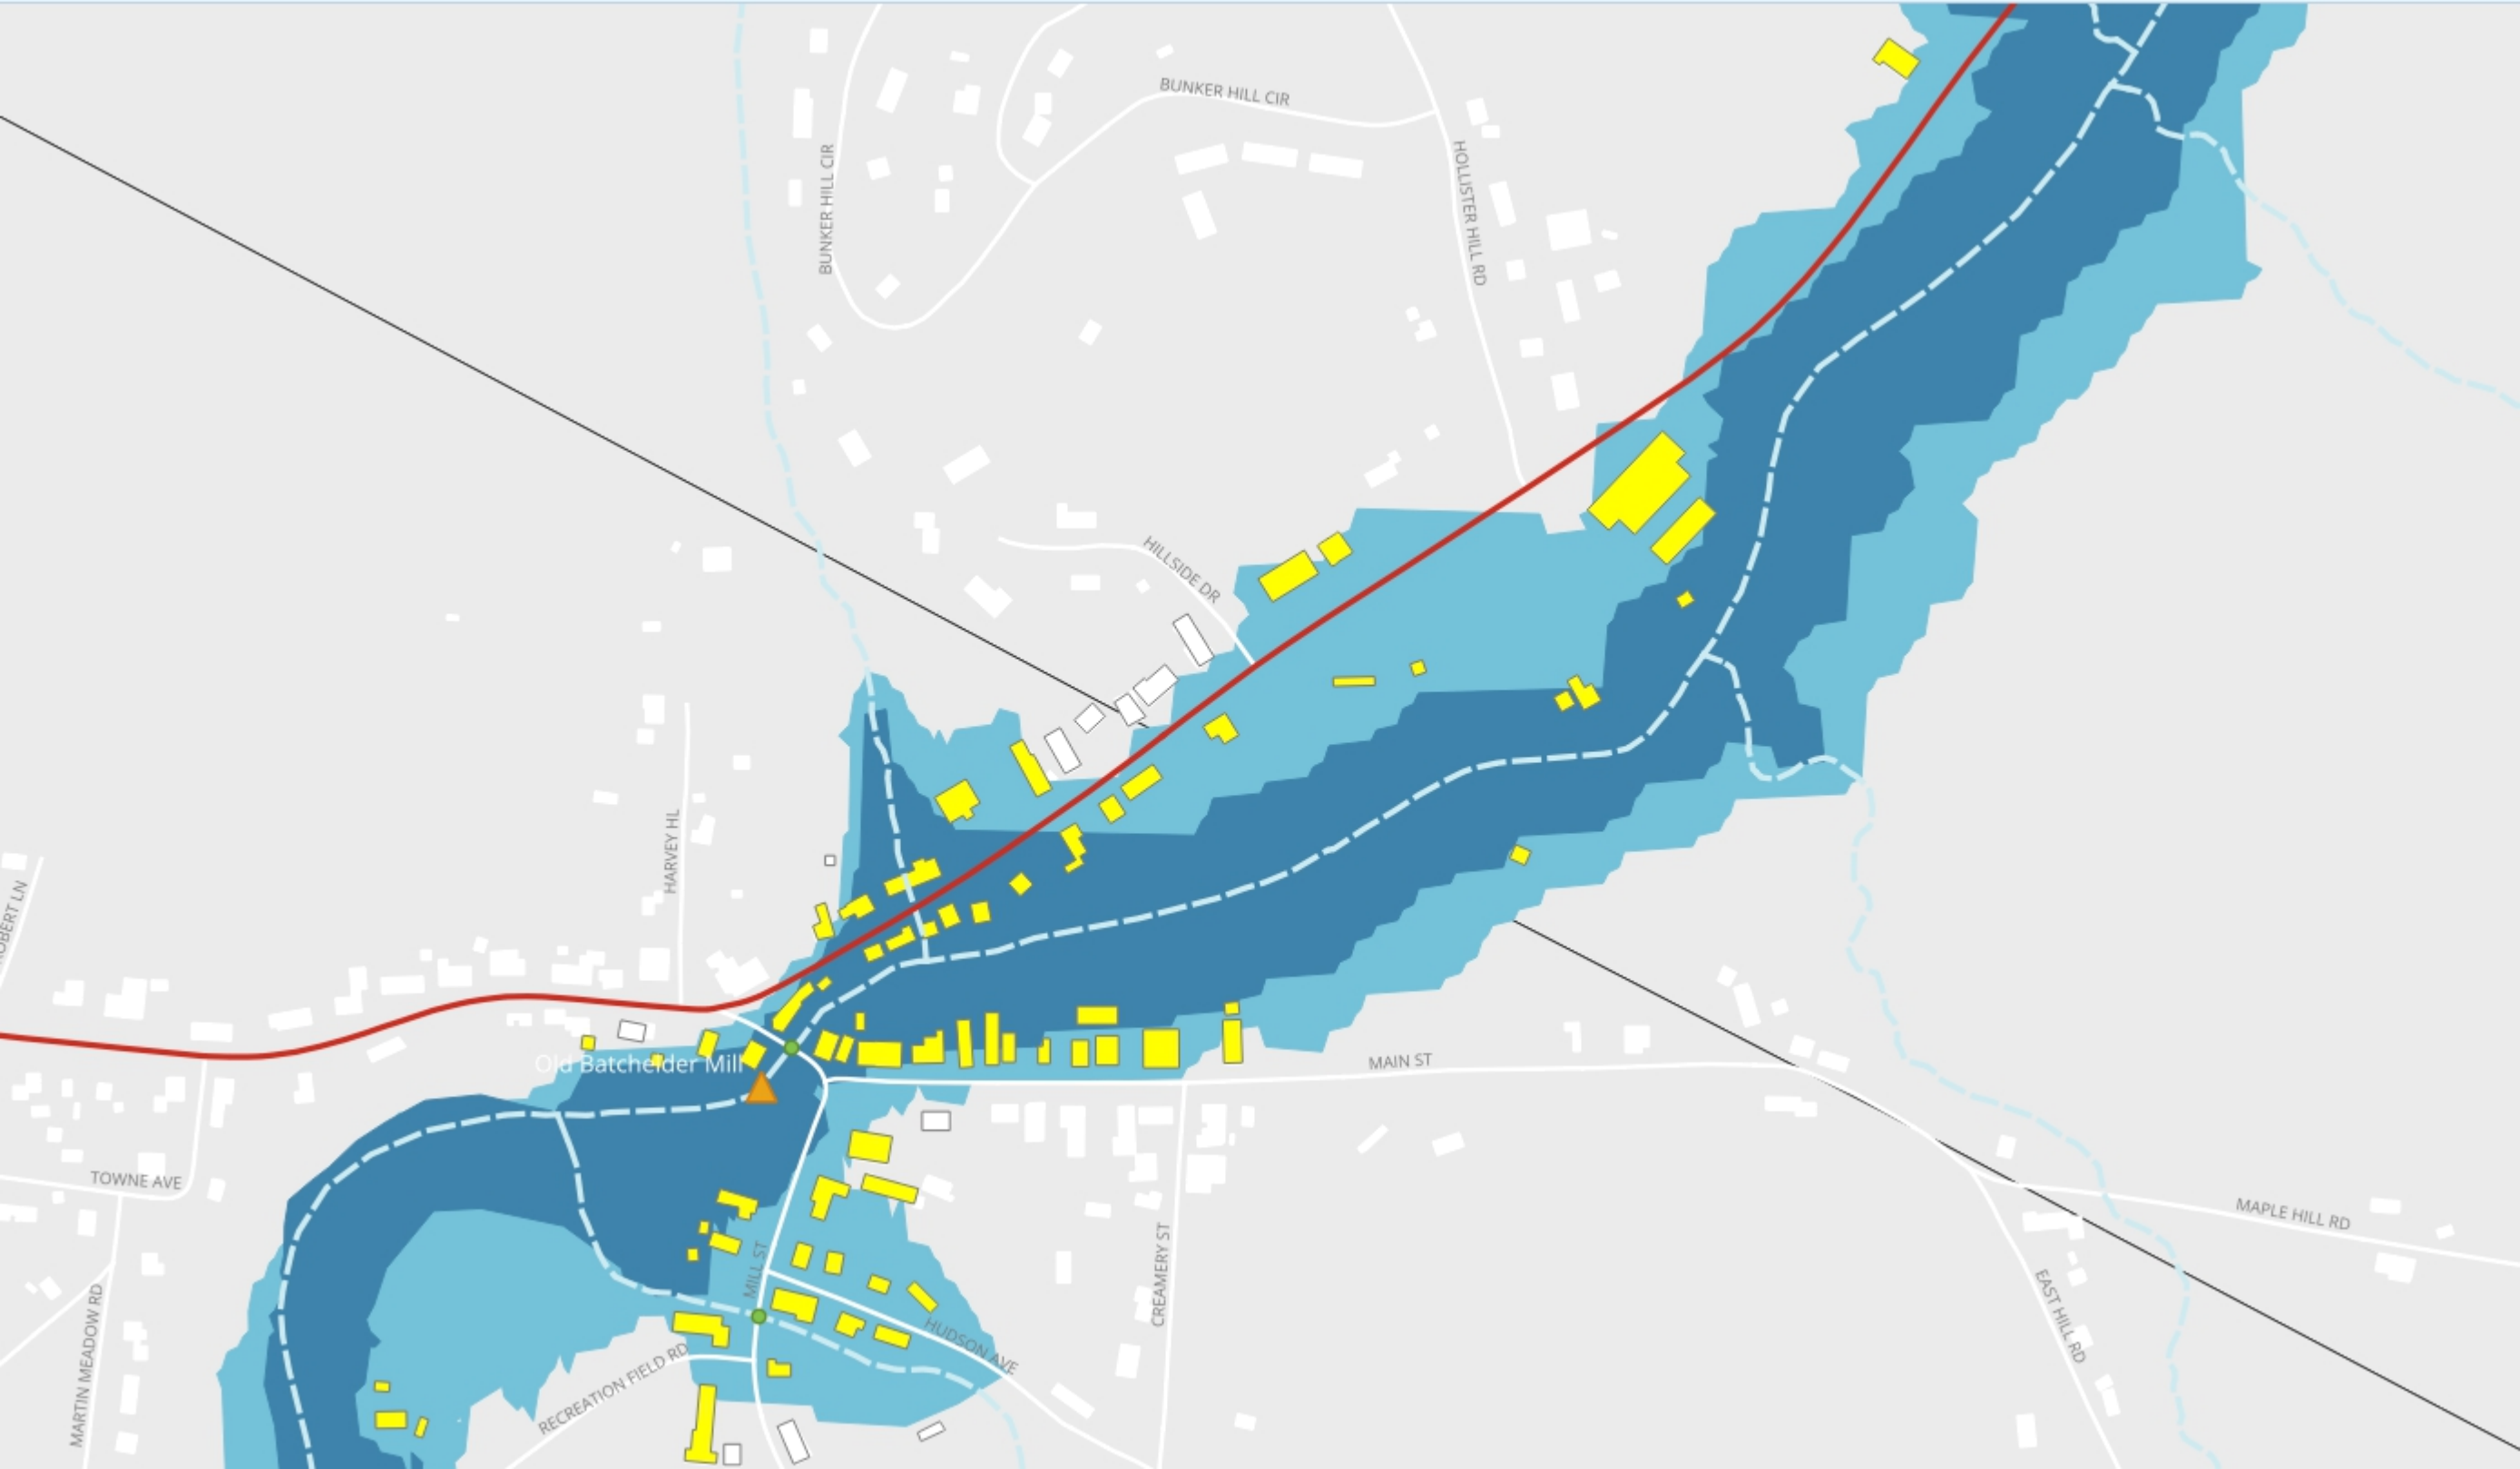 BUNKER HILL CIR
BUNKER HILL CIR
HOLLISTER HILL RD
HILLSIDE DR
HARVEY HL
OBERT LN
Old Batchelder Mill
MAIN ST
TOWNE AVE
MAPLE HILL RD
MILL ST
CREAMERY ST
EAST HILL RD
MARTIN MEADOW RD
HUDSON AVE
RECREATION FIELD RD